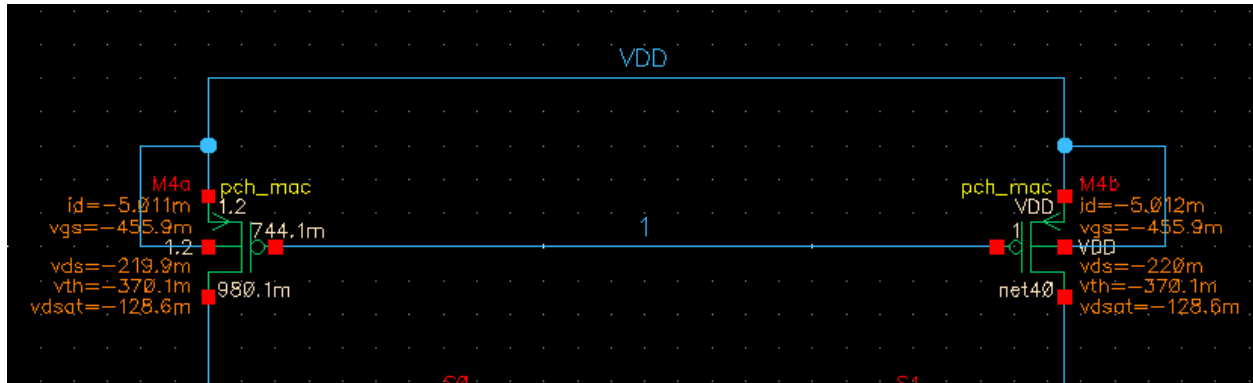 VDD
M4a
pch_mac
id=-5.011m
1.2
vgs=-455.9m
744.1m
1.2
vds=-219.9m
vth=-370.1m
980.1m
vdsat=-128.6m
1
pch_mac
M4b
VDD
id=-5.012m
1
vgs=-455.9m
VDD
vds=-220m
net40
vth=-370.1m
vdsat=-128.6m